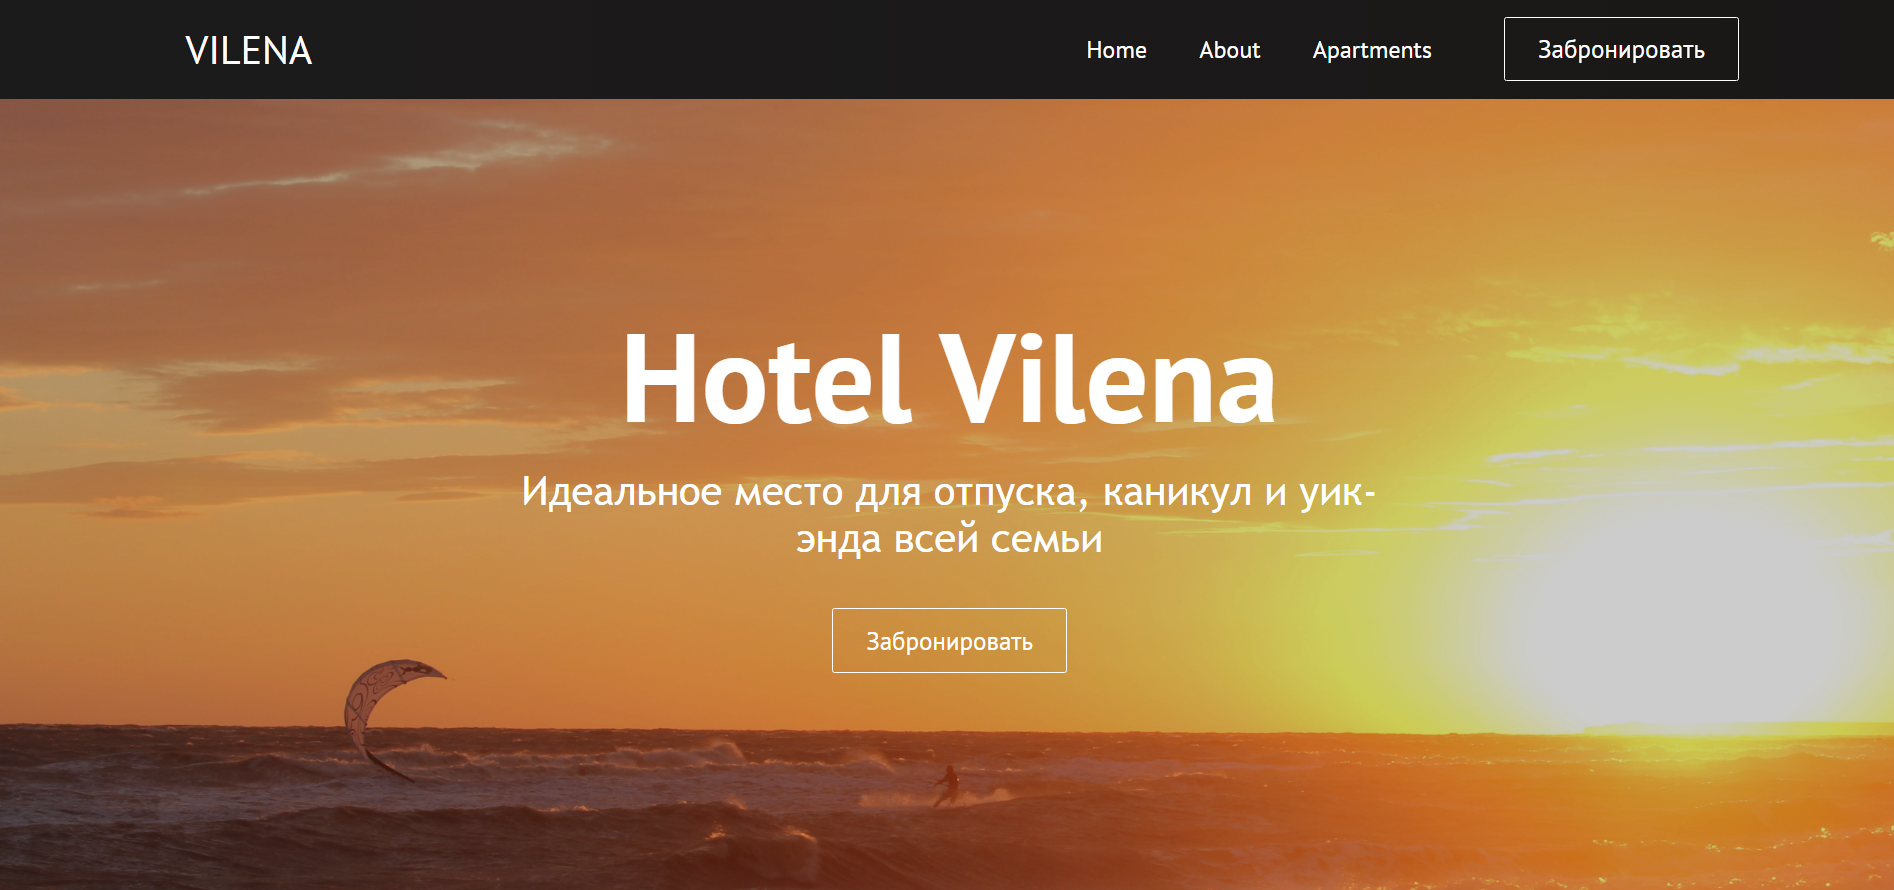 VILENA
Home About Apartments Забронировать
Hotel Vilena
Идеальное место для отпуска, каникул и уик-
энда всей семьи
Забронировать